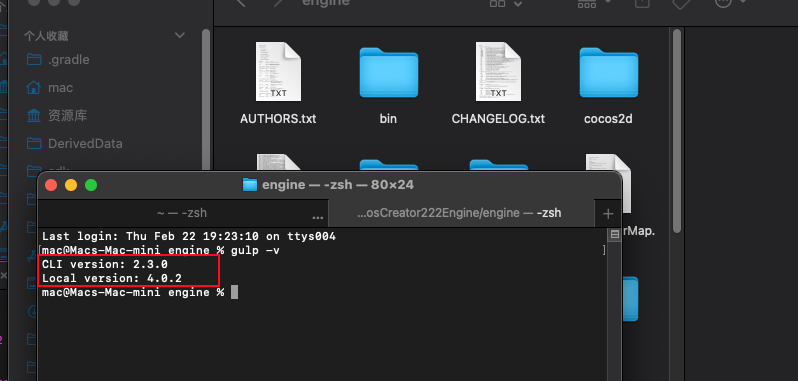 engine
个人收藏
.gradle
mac
资源库
DerivedData
AUTHORS.txt
bin
CHANGELOG.txt
cocos2d
TXT
TXT
engine — -zsh — 80×24
~ — -zsh
...osCreator222Engine/engine — -zsh
Last login: Thu Feb 22 19:23:10 on ttys004
[mac@Macs-Mac-mini engine % gulp -v ]
CLI version: 2.3.0
Local version: 4.0.2
mac@Macs-Mac-mini engine %